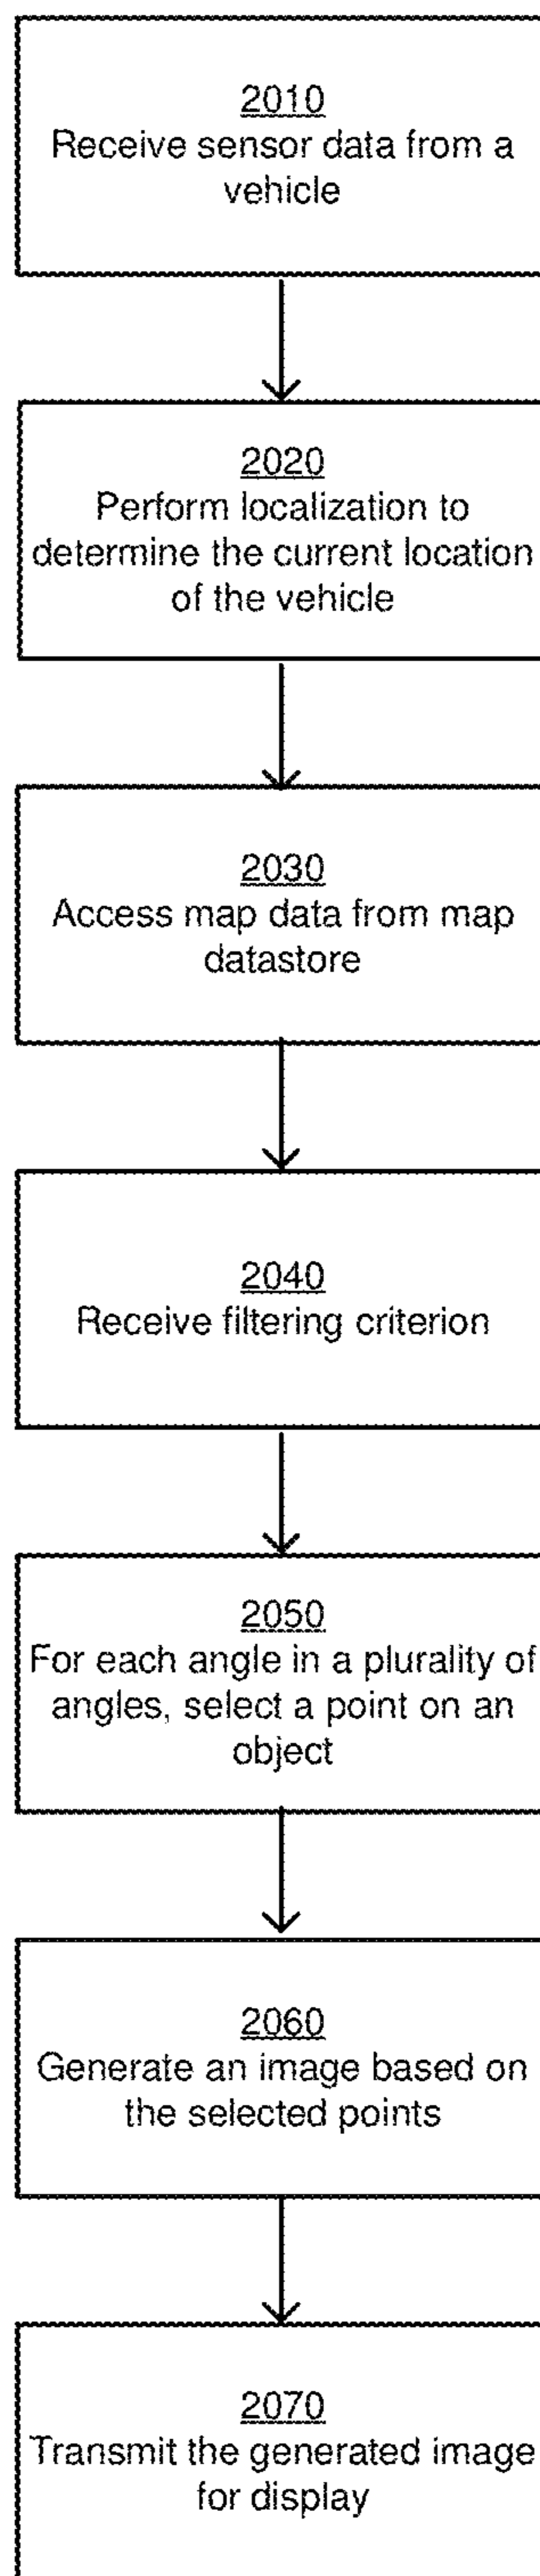 2010
Receive sensor data from a
vehicle
2020
Perform localization to
determine the current location
of the vehicle
2030
Access map data from map
datastore
2040
Receive filtering criterion
2050
For each angle in a plurality of
angles, select a point on an
object
2060
Generate an image based on
the selected points
2070
Transmit the generated image
for display